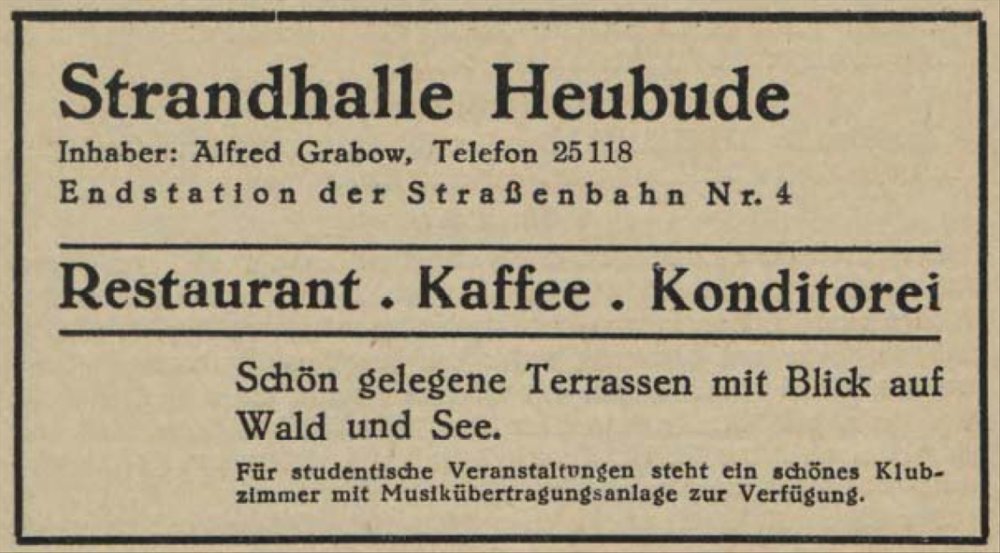 Strandhalle Heubude
Inhaber: Alfred Grabow, Telefon 25118
Endstation der Straßenbahn Nr. 4
Restaurant . Kaffee . Konditorei
Schön gelegene Terrassen mit Blick auf
Wald und See.
Für studentische Veranstaltungen steht ein schönes Klub-
zimmer mit Musikübertragungsanlage zur Verfügung.